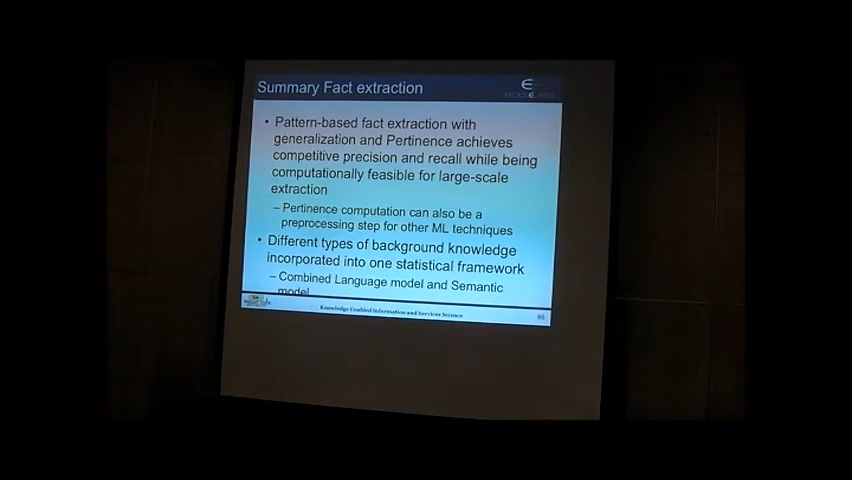 Summary Fact extraction
• Pattern-based fact extraction with
generalization and Pertinence achieves
competitive precision and recall while being
computationally feasible for large-scale
extraction
– Pertinence computation can also be a
preprocessing step for other ML techniques
• Different types of background knowledge
incorporated into one statistical framework
– Combined Language model and Semantic
model
Knowledge Enabled Information and Services Science
65